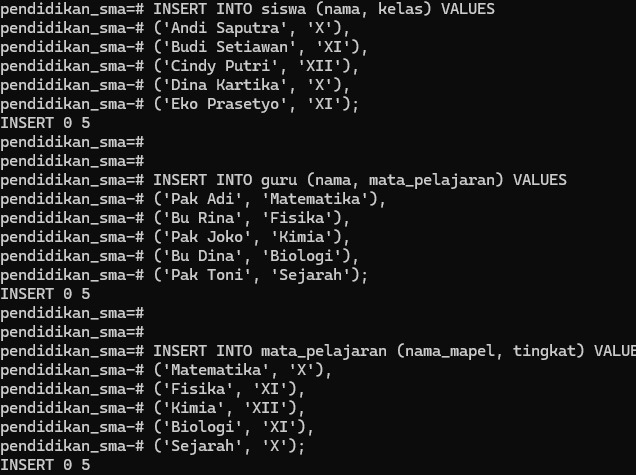 pendidikan_sma=# INSERT INTO siswa (nama, kelas) VALUES
pendidikan_sma-# ('Andi Saputra', 'X'),
pendidikan_sma-# ('Budi Setiawan', 'XI'),
pendidikan_sma-# ('Cindy Putri', 'XII'),
pendidikan_sma-# ('Dina Kartika', 'X'),
pendidikan_sma-# ('Eko Prasetyo', 'XI');
INSERT 0 5
pendidikan_sma=#
pendidikan_sma=#
pendidikan_sma=# INSERT INTO guru (nama, mata_pelajaran) VALUES
pendidikan_sma-# ('Pak Adi', 'Matematika'),
pendidikan_sma-# ('Bu Rina', 'Fisika'),
pendidikan_sma-# ('Pak Joko', 'Kimia'),
pendidikan_sma-# ('Bu Dina', 'Biologi'),
pendidikan_sma-# ('Pak Toni', 'Sejarah');
INSERT 0 5
pendidikan_sma=#
pendidikan_sma=#
pendidikan_sma=# INSERT INTO mata_pelajaran (nama_mapel, tingkat) VALUE
pendidikan_sma-# ('Matematika', 'X'),
pendidikan_sma-# ('Fisika', 'XI'),
pendidikan_sma-# ('Kimia', 'XII'),
pendidikan_sma-# ('Biologi', 'XI'),
pendidikan_sma-# ('Sejarah', 'X');
INSERT 0 5